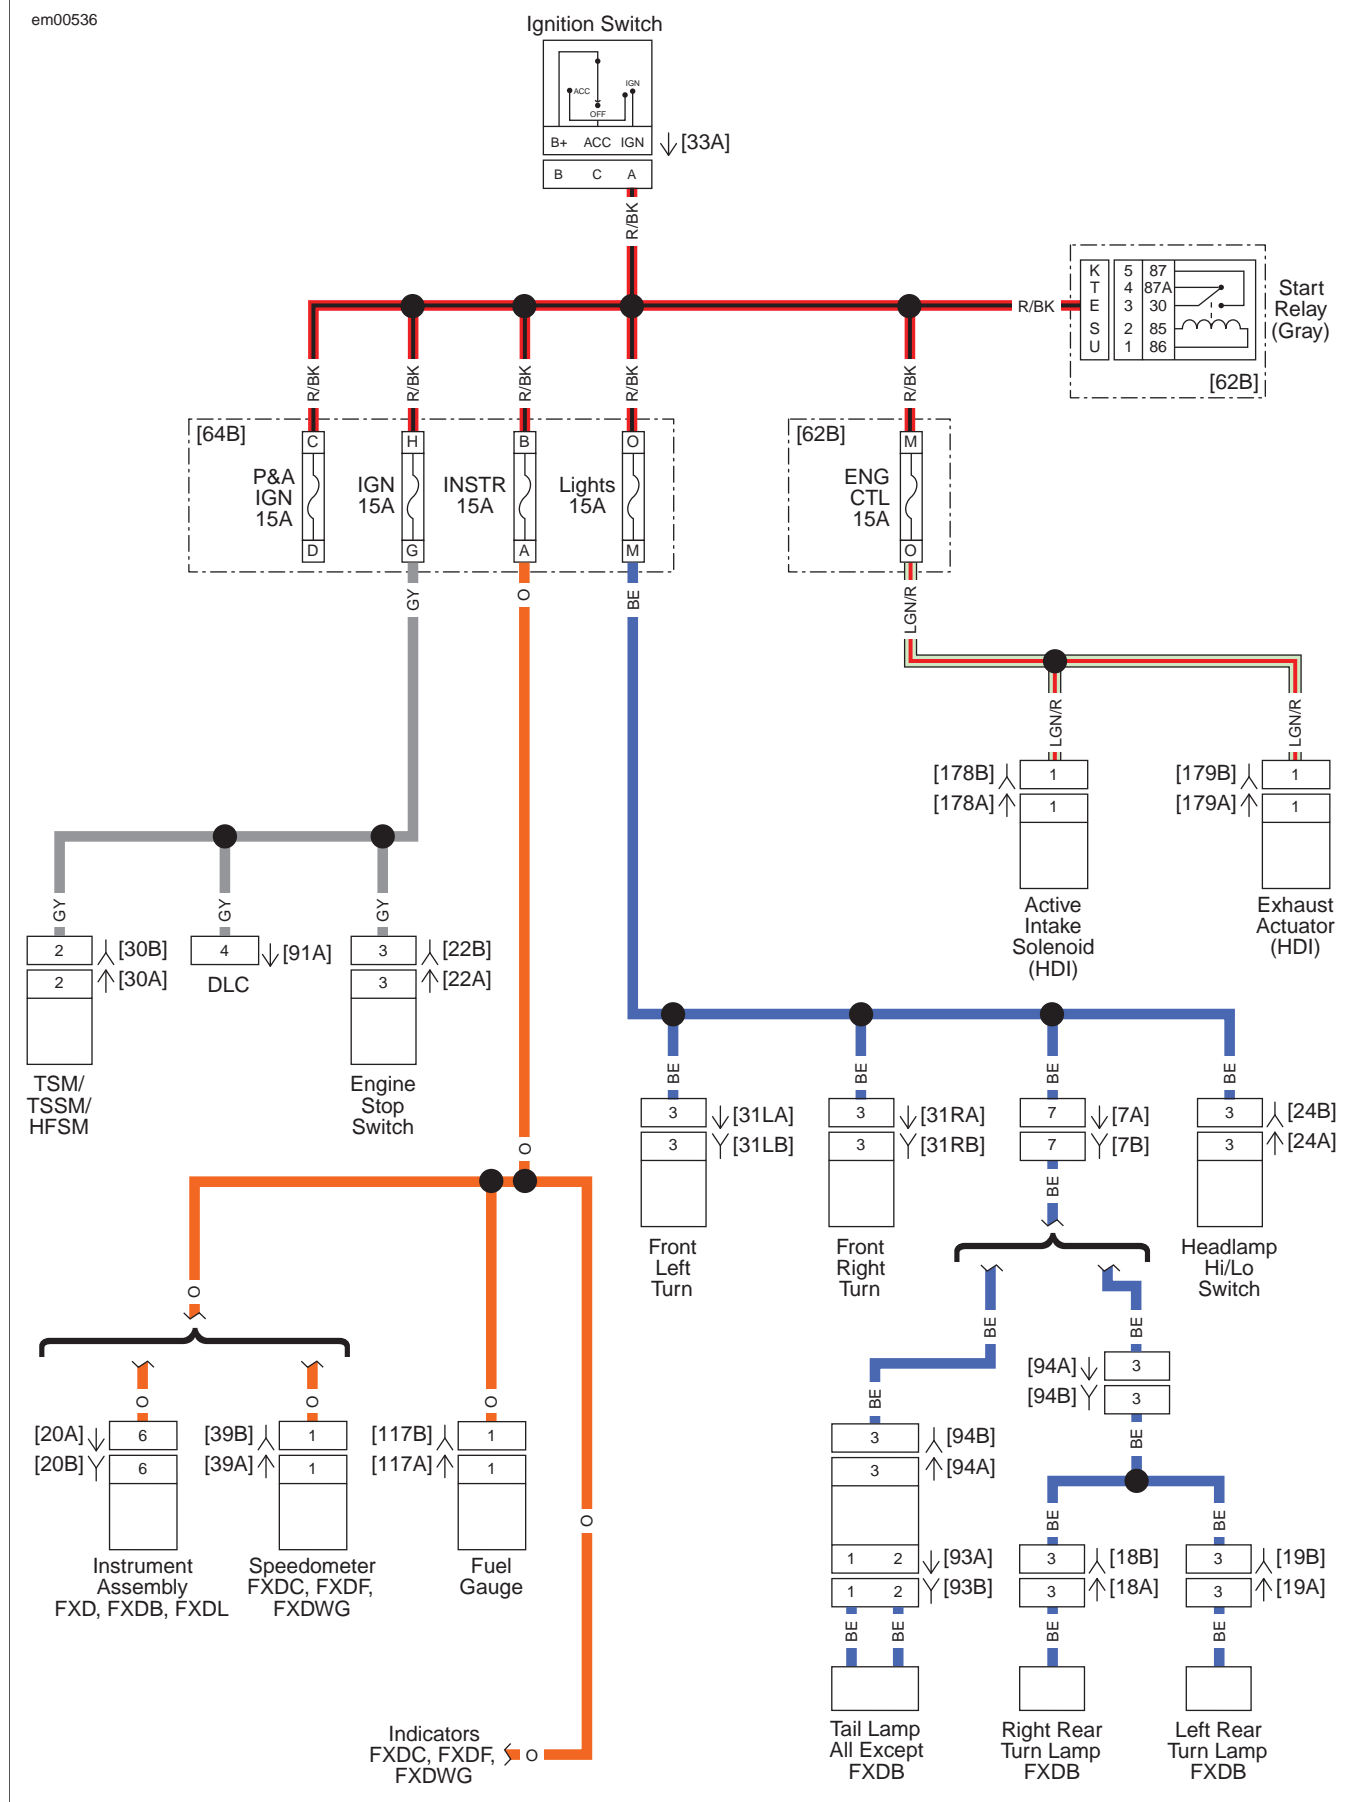 em00536
Ignition Switch
ACC
IGN
OFF
B+ ACC IGN
[33A]
B C A
R/BK
R/BK
K 5 87
T 4 87A
E 3 30
S 2 85
U 1 86
Start
Relay
(Gray)
[62B]
R/BK
R/BK
R/BK
R/BK
R/BK
[64B]
C
H
B
O
[62B]
M
P&A
IGN
15A
IGN
15A
INSTR
15A
Lights
15A
ENG
CTL
15A
D
G
A
M
O
GY
O
BE
LGN/R
LGN/R
LGN/R
[178B]
1
[178A]
1
[179B]
1
[179A]
1
Active
Intake
Solenoid
(HDI)
Exhaust
Actuator
(HDI)
GY
GY
GY
2
[30B]
2
[30A]
4
[91A]
DLC
3
[22B]
3
[22A]
TSM/
TSSM/
HFSM
Engine
Stop
Switch
BE
BE
BE
BE
3
[31LA]
3
[31LB]
3
[31RA]
3
[31RB]
7
[7A]
7
[7B]
3
[24B]
3
[24A]
BE
Front
Left
Turn
Front
Right
Turn
Headlamp
Hi/Lo
Switch
O
O
O
O
O
[20A]
6
[20B]
6
[39B]
1
[39A]
1
[117B]
1
[117A]
1
Instrument
Assembly
FXD, FXDB, FXDL
Speedometer
FXDC, FXDF,
FXDWG
Fuel
Gauge
O
Indicators
FXDC, FXDF,
FXDWG
O
BE
BE
BE
[94A]
3
[94B]
3
BE
3
[94B]
3
[94A]
1 2
[93A]
1 2
[93B]
BE
BE
BE
BE
3
[18B]
3
[18A]
3
[19B]
3
[19A]
BE
BE
Tail Lamp
All Except
FXDB
Right Rear
Turn Lamp
FXDB
Left Rear
Turn Lamp
FXDB